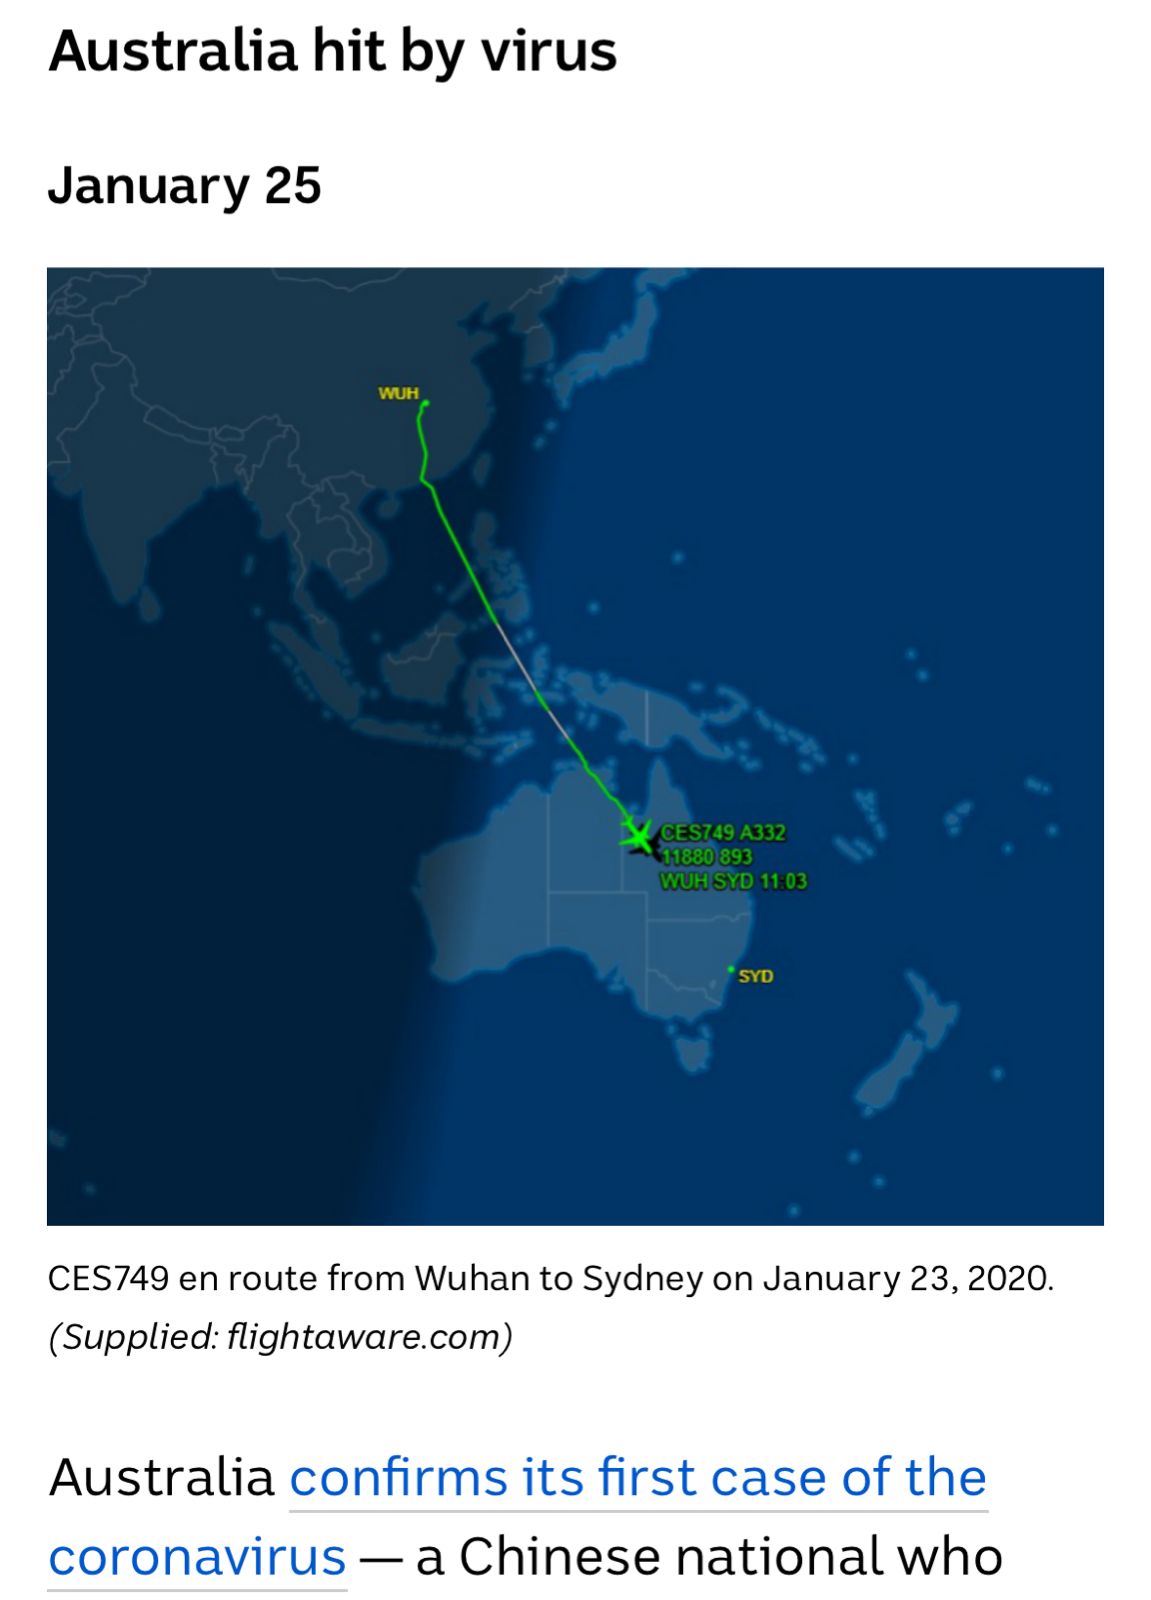 Australia hit by virus
January 25
WUH
CES749 A332
11880 893
WUH SYD 11:03
SYD
CES749 en route from Wuhan to Sydney on January 23, 2020.
(Supplied: flightaware.com)
Australia confirms its first case of the
coronavirus — a Chinese national who